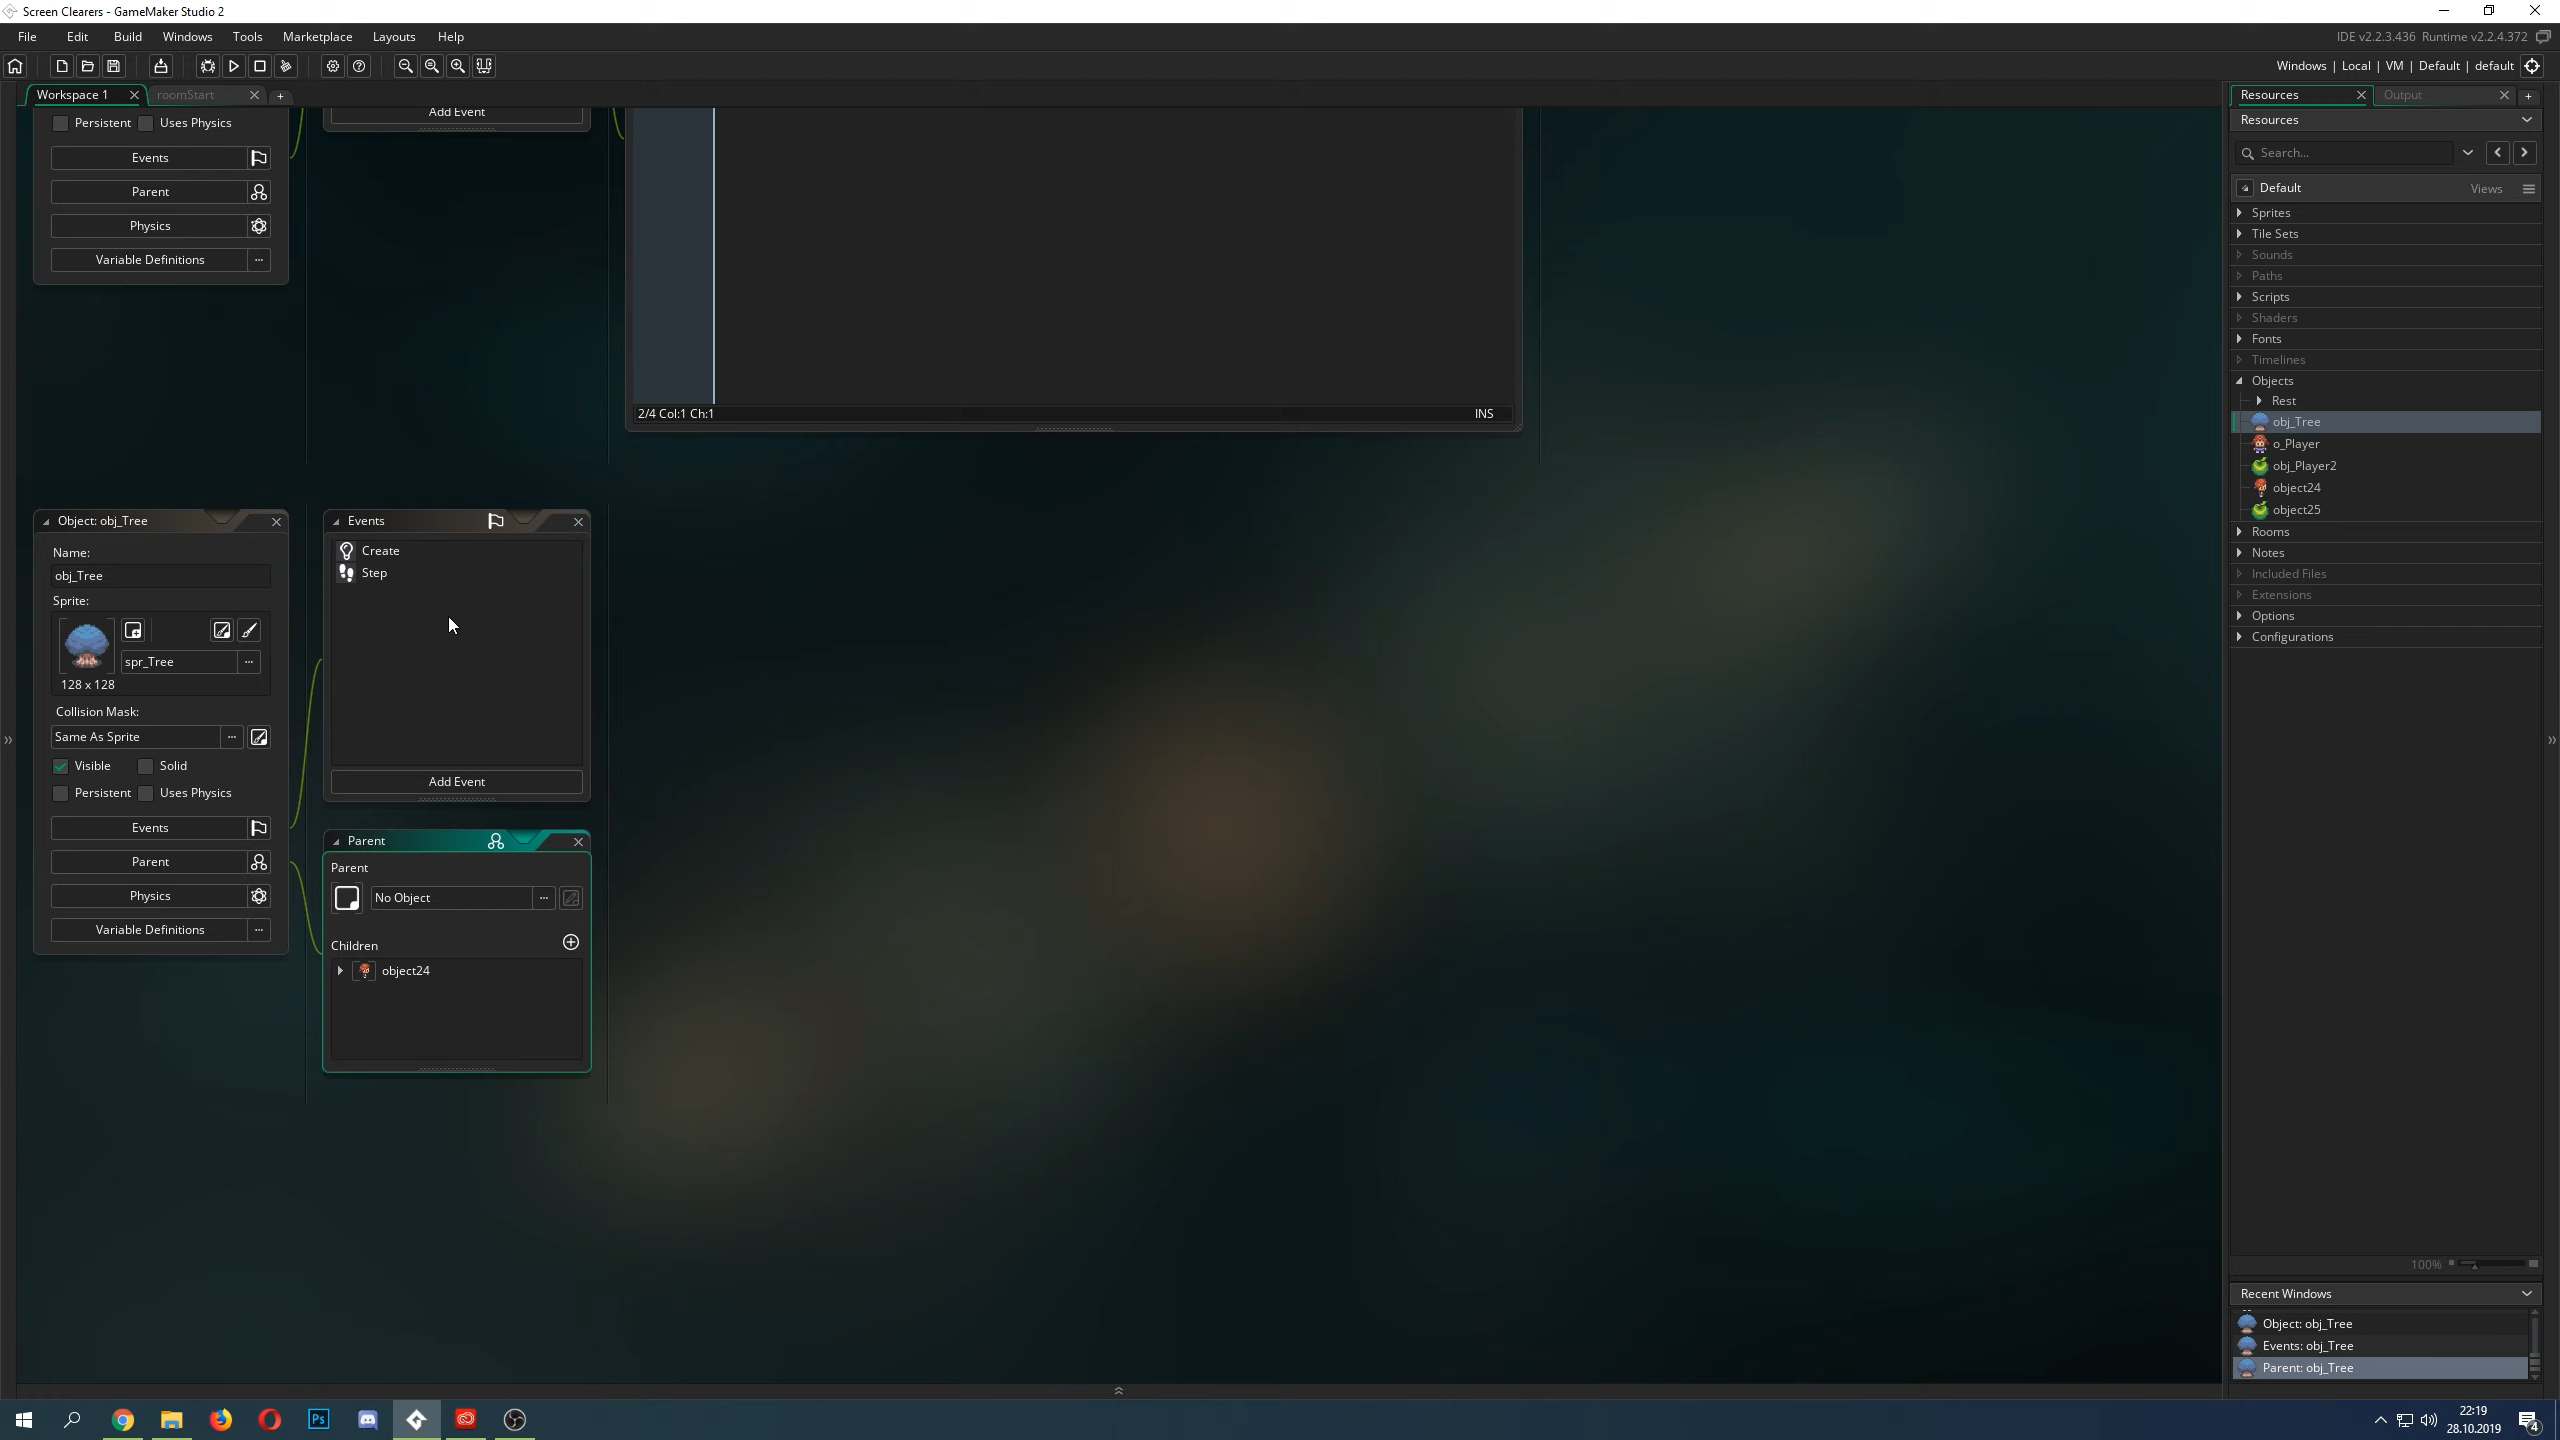 Screen Clearers - GameMaker Studio 2
File Edit Build Windows Tools Marketplace Layouts Help
IDE v2.2.3.436 Runtime v2.2.4.372
Windows | Local | VM | Default | default
Workspace 1
roomStart
Persistent
Uses Physics
Events
Parent
Physics
Variable Definitions
Add Event
2/4 Col:1 Ch:1
INS
Object: obj_Tree
Name:
obj_Tree
Sprite:
spr_Tree
128 x 128
Collision Mask:
Same As Sprite
Visible
Solid
Persistent
Uses Physics
Events
Parent
Physics
Variable Definitions
Events
Create
Step
Add Event
Parent
Parent
No Object
Children
object24
Resources
Output
Resources
Search...
Default
Views
Sprites
Tile Sets
Sounds
Paths
Scripts
Shaders
Fonts
Timelines
Objects
Rest
obj_Tree
o_Player
obj_Player2
object24
object25
Rooms
Notes
Included Files
Extensions
Options
Configurations
100%
Recent Windows
Object: obj_Tree
Events: obj_Tree
Parent: obj_Tree
Ps
22:19
28.10.2019
4